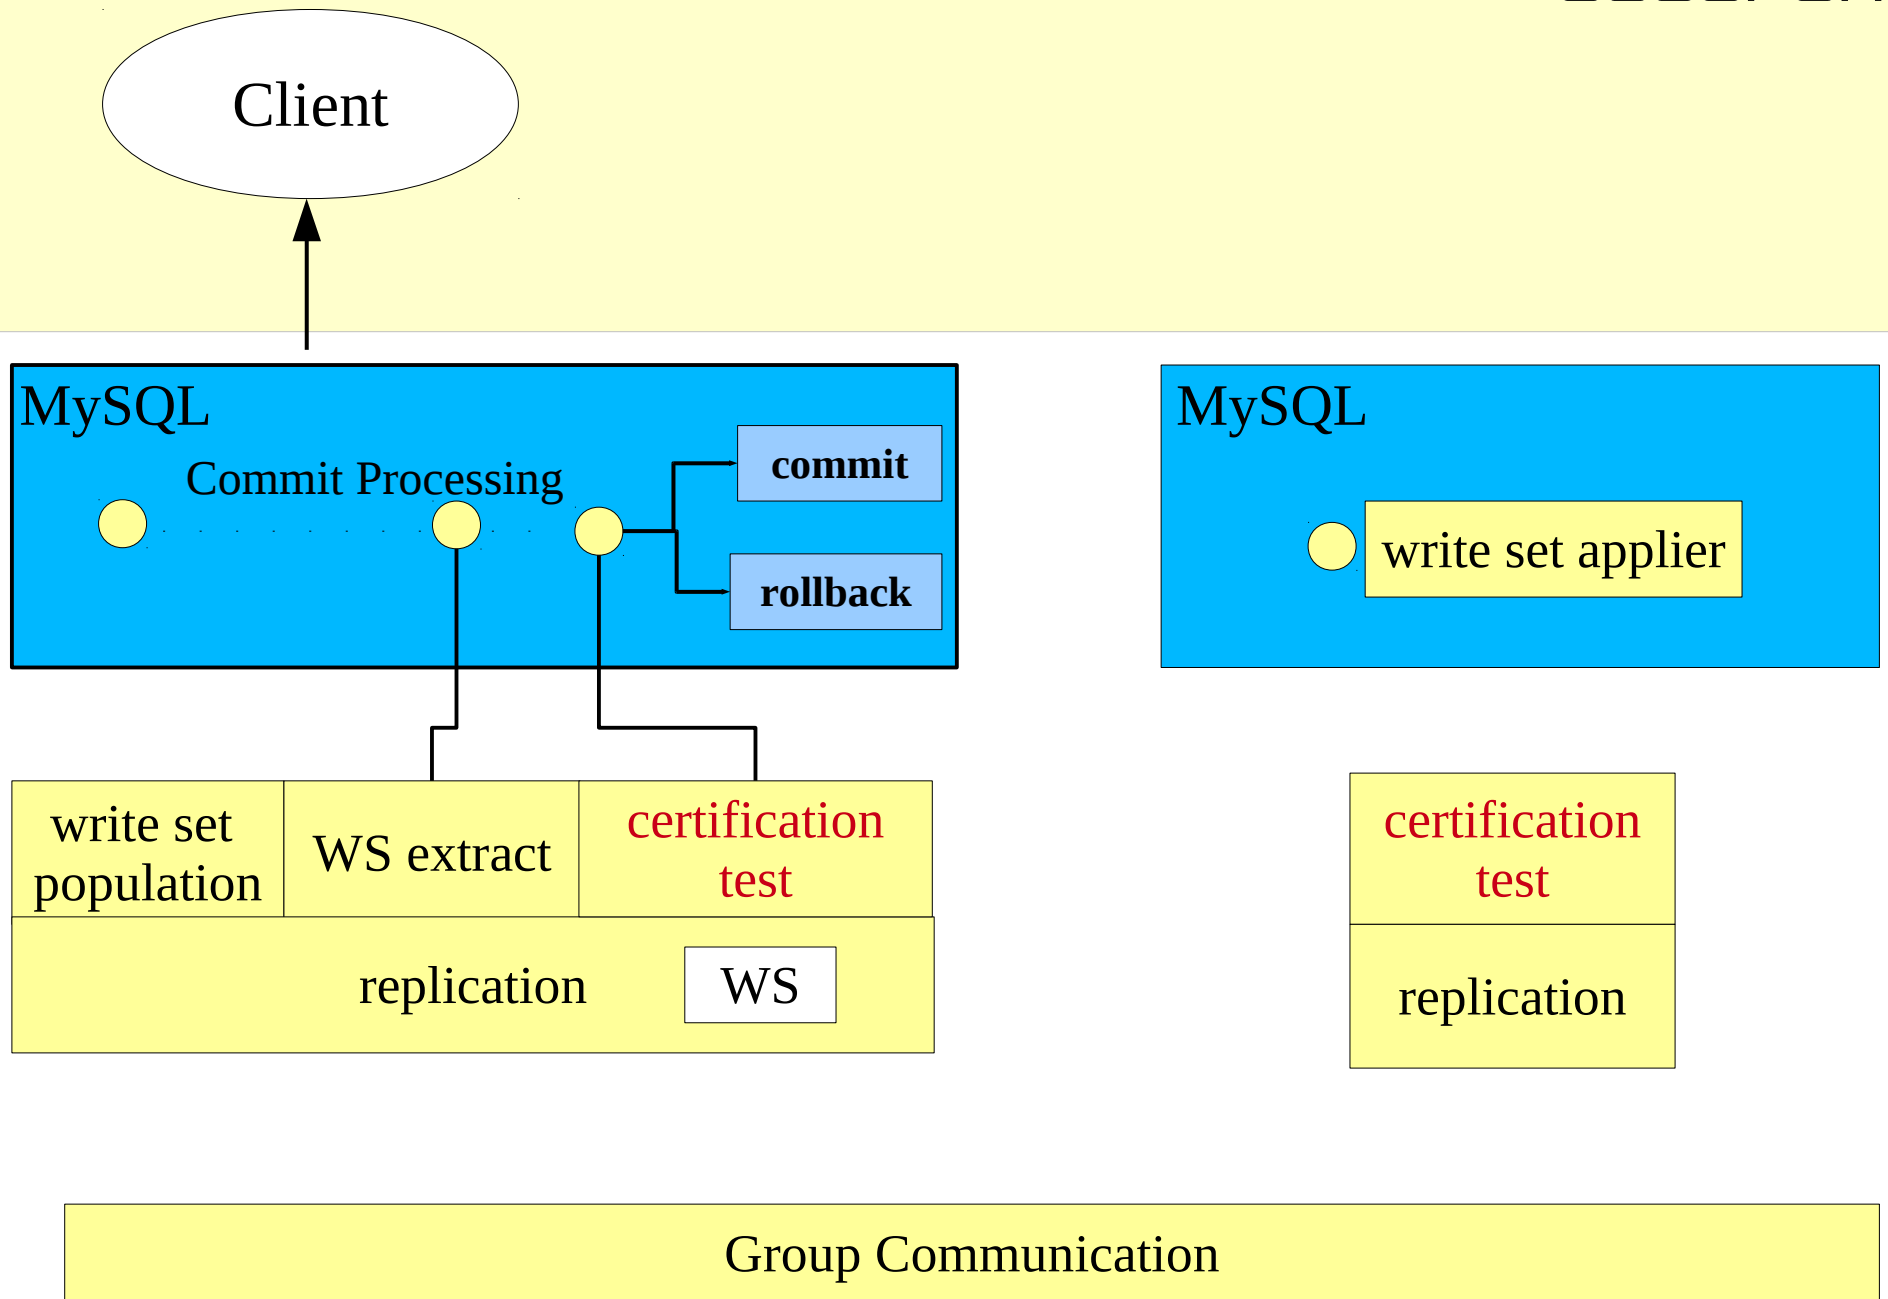 Client
MySQL
Commit Processing
commit
rollback
MySQL
write set applier
write set
population
WS extract
certification
test
replication
WS
certification
test
replication
Group Communication